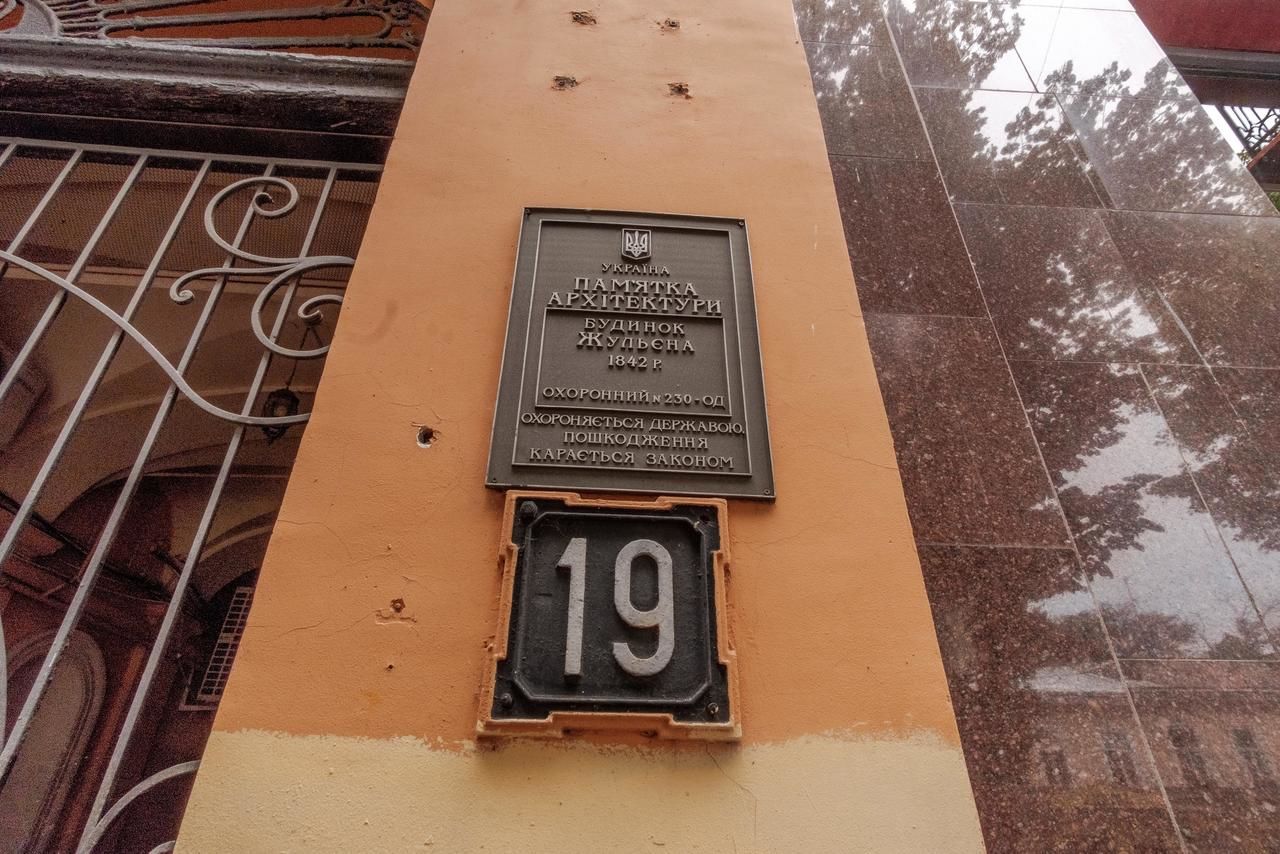 УКРАЇНА
ПАМ'ЯТКА
АРХІТЕКТУРИ
БУДИНОК
ЖУЛЬЄНА
1842 Р.
ОХОРОННИЙ № 230-ОД
ОХОРОНЯЄТЬСЯ ДЕРЖАВОЮ,
ПОШКОДЖЕННЯ
КАРАЄТЬСЯ ЗАКОНОМ
19